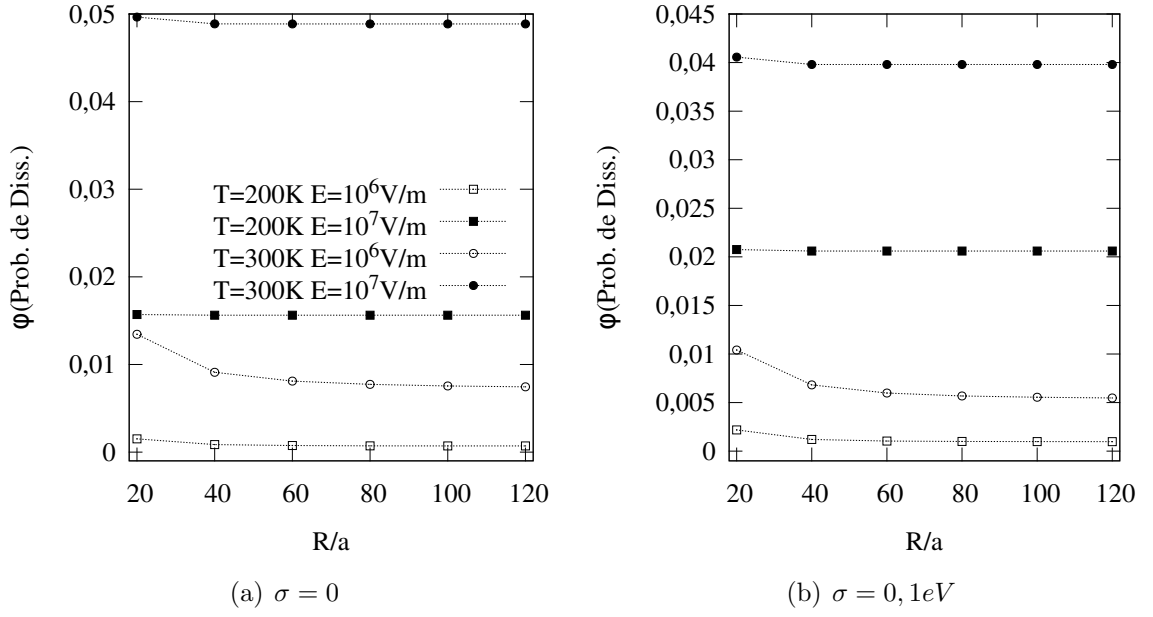 0,05
0,04
0,03
0,02
0,01
0
φ(Prob. de Diss.)
T=200K E=10⁶V/m
T=200K E=10⁷V/m
T=300K E=10⁶V/m
T=300K E=10⁷V/m
20 40 60 80 100 120
R/a
(a) σ = 0
0,045
0,04
0,035
0,03
0,025
0,02
0,015
0,01
0,005
0
φ(Prob. de Diss.)
20 40 60 80 100 120
R/a
(b) σ = 0, 1eV